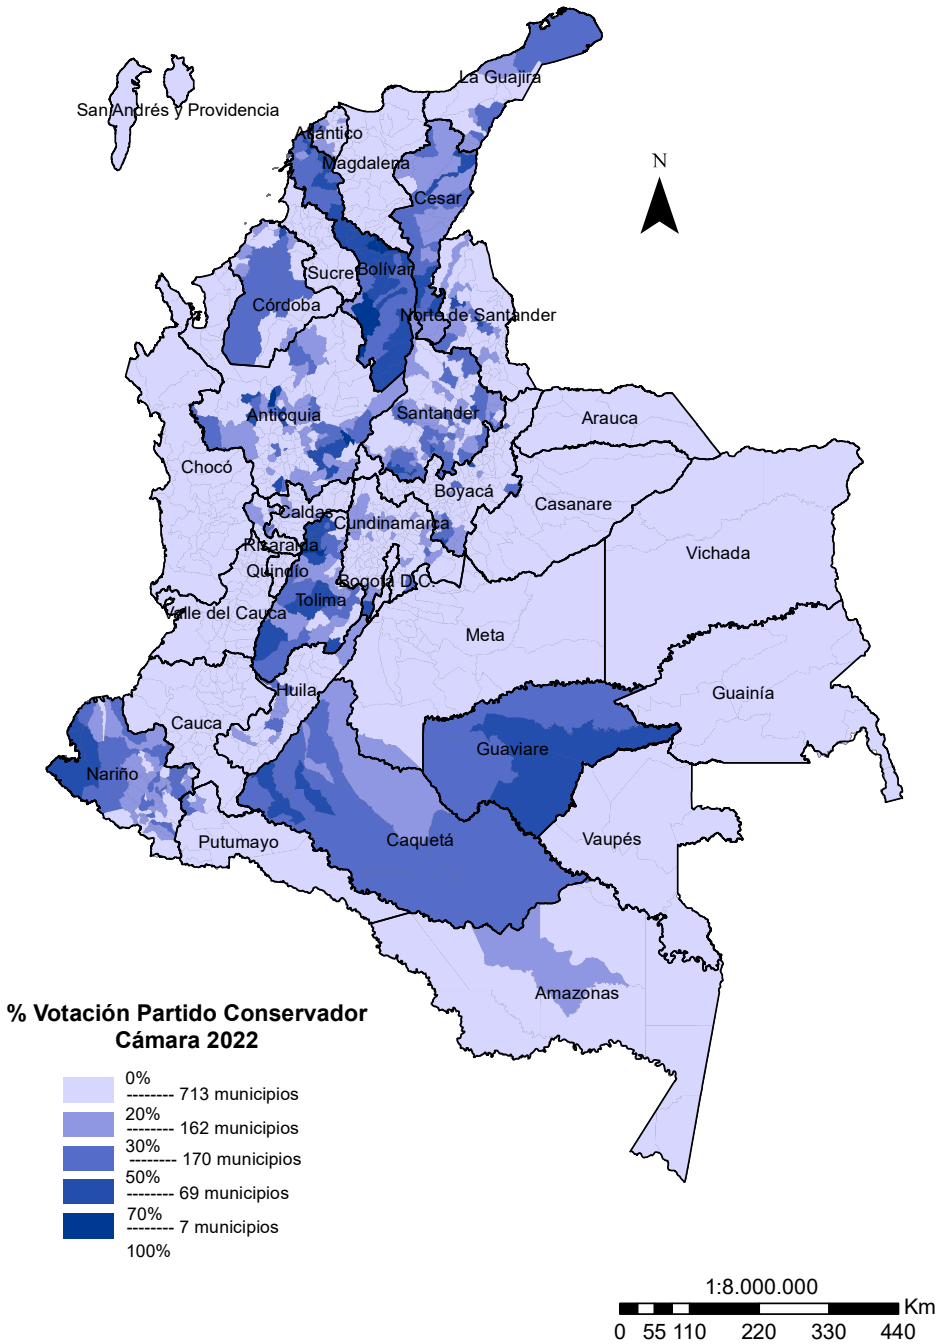 La Guajira
San Andrés y Providencia
Atlántico
Magdalena
N
Cesar
Sucre
Bolívar
Córdoba
Norte de Santander
Antioquia
Santander
Arauca
Chocó
Boyacá
Casanare
Caldas
Cundinamarca
Risaralda
Vichada
Quindío
Bogotá D.C.
Tolima
Valle del Cauca
Meta
Huila
Guainía
Cauca
Guaviare
Nariño
Putumayo
Caquetá
Vaupés
Amazonas
% Votación Partido Conservador
Cámara 2022
0%
-------- 713 municipios
20%
-------- 162 municipios
30%
-------- 170 municipios
50%
-------- 69 municipios
70%
-------- 7 municipios
100%
1:8.000.000
Km
0 55 110 220 330 440